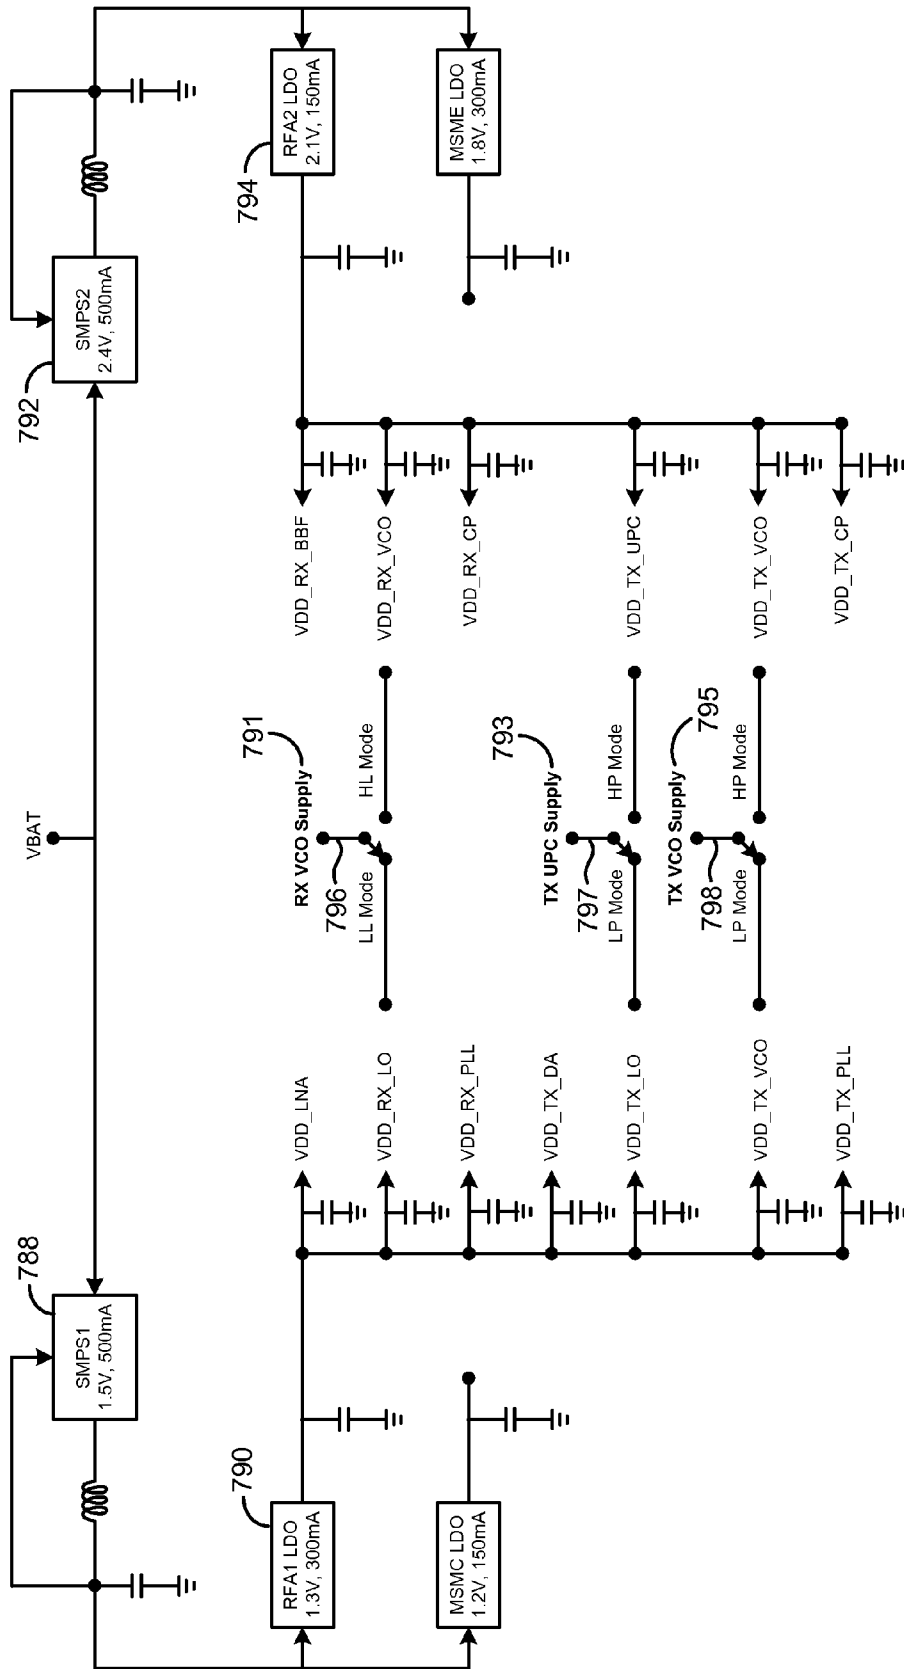 VBAT
788
SMPS1
1.5V, 500mA
792
SMPS2
2.4V, 500mA
790
RFA1 LDO
1.3V, 300mA
MSMC LDO
1.2V, 150mA
794
RFA2 LDO
2.1V, 150mA
MSME LDO
1.8V, 300mA
VDD_LNA
VDD_RX_LO
VDD_RX_PLL
VDD_TX_DA
VDD_TX_LO
VDD_TX_VCO
VDD_TX_PLL
791
RX VCO Supply
796
LL Mode
HL Mode
793
TX UPC Supply
797
LP Mode
HP Mode
795
TX VCO Supply
798
LP Mode
HP Mode
VDD_RX_BBF
VDD_RX_VCO
VDD_RX_CP
VDD_TX_UPC
VDD_TX_VCO
VDD_TX_CP